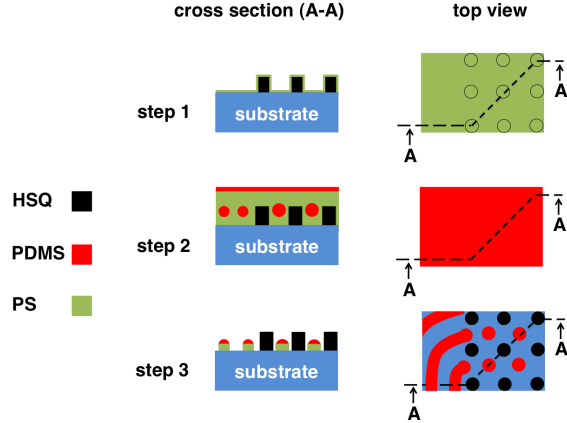 cross section (A-A) top view
A
step 1
substrate
A
HSQ
A
PDMS
step 2
substrate
A
PS
A
step 3
substrate
A